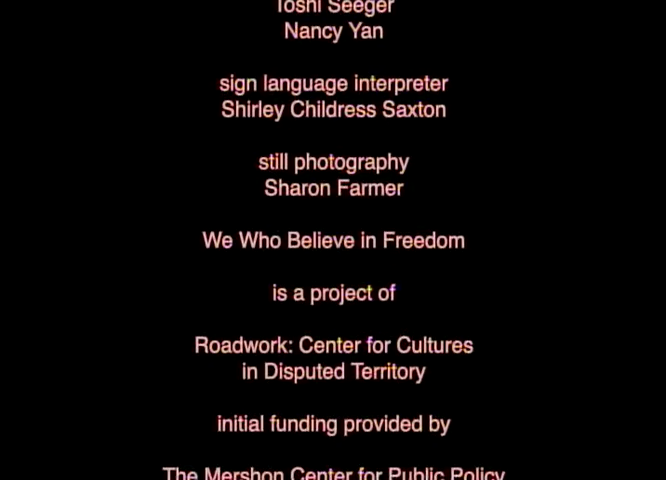 Toshi Seeger
Nancy Yan
sign language interpreter
Shirley Childress Saxton
still photography
Sharon Farmer
We Who Believe in Freedom
is a project of
Roadwork: Center for Cultures
in Disputed Territory
initial funding provided by
The Mershon Center for Public Policy